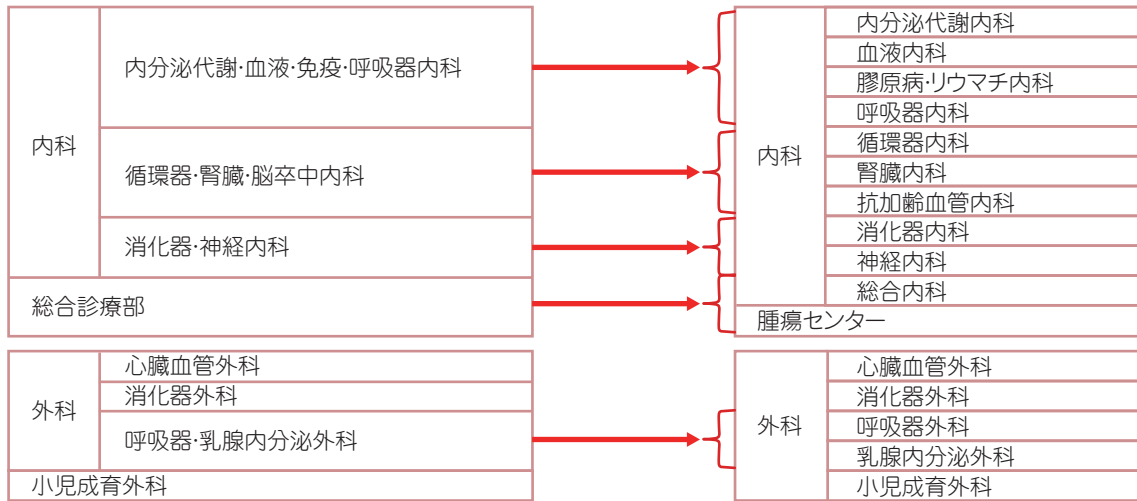 内科
内分泌代謝・血液・免疫・呼吸器内科
循環器・腎臓・脳卒中内科
消化器・神経内科
総合診療部
内科
内分泌代謝内科
血液内科
膠原病・リウマチ内科
呼吸器内科
循環器内科
腎臓内科
抗加齢血管内科
消化器内科
神経内科
総合内科
腫瘍センター
外科
心臓血管外科
消化器外科
呼吸器・乳腺内分泌外科
小児成育外科
外科
心臓血管外科
消化器外科
呼吸器外科
乳腺内分泌外科
小児成育外科